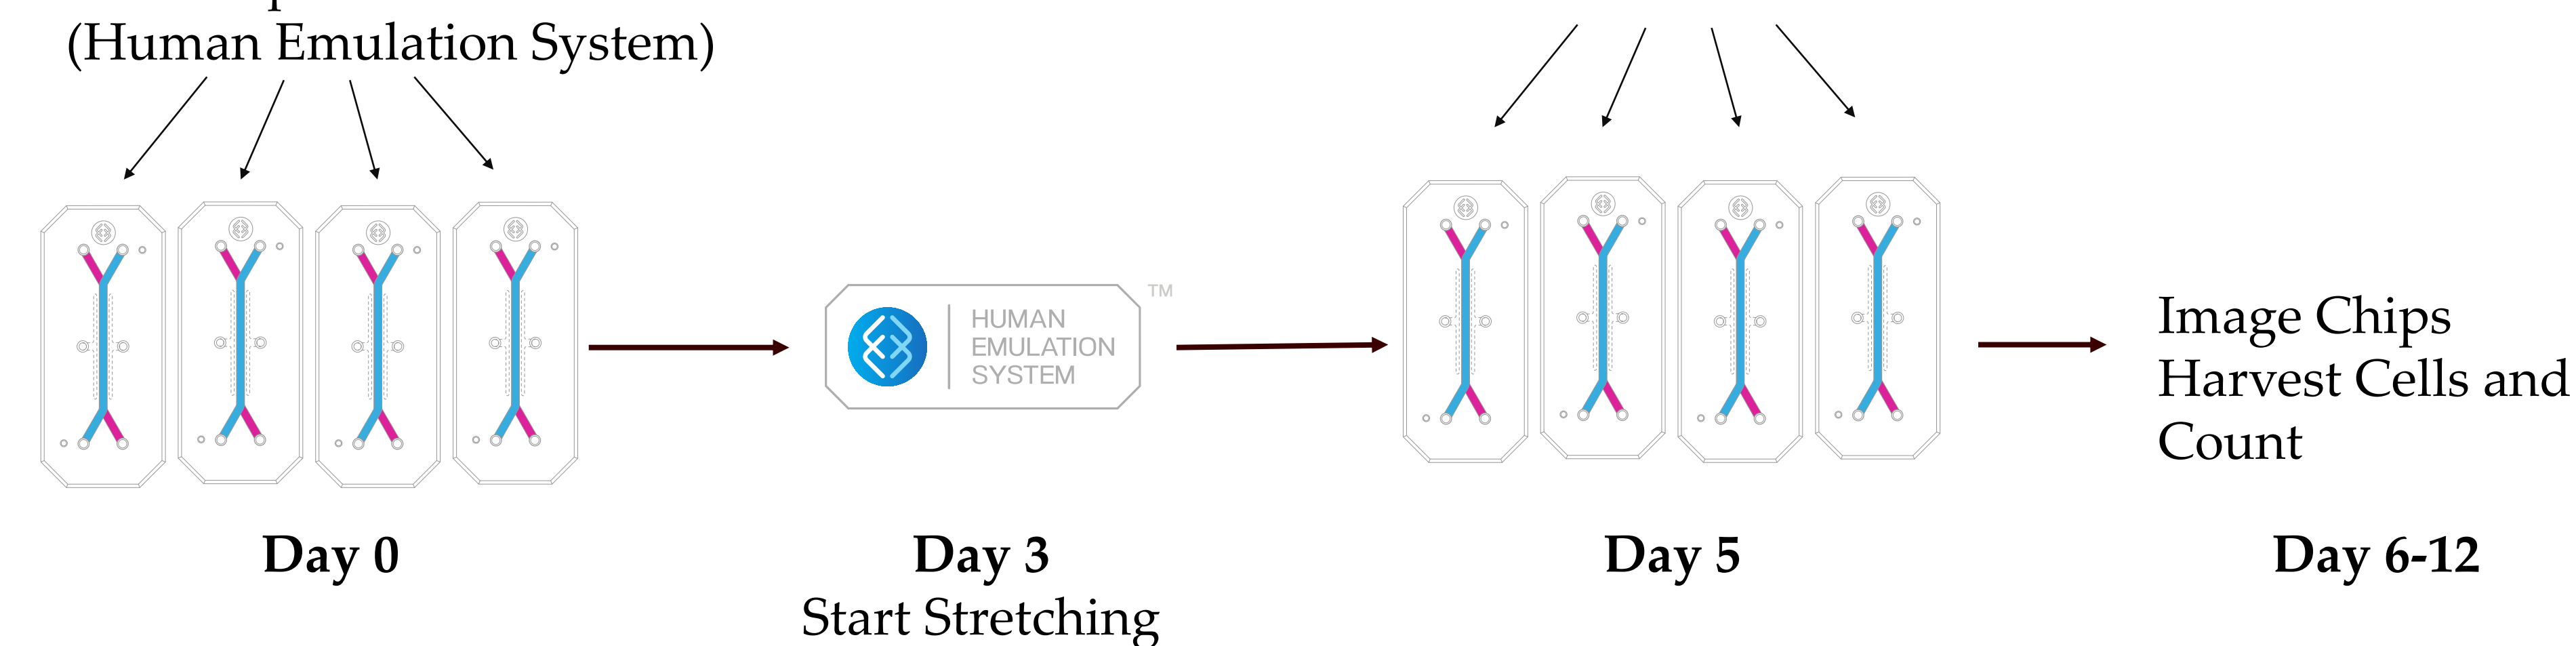 (Human Emulation System)
HUMAN
EMULATION
SYSTEM
TM
Image Chips
Harvest Cells and
Count
Day 0
Day 3
Start Stretching
Day 5
Day 6-12